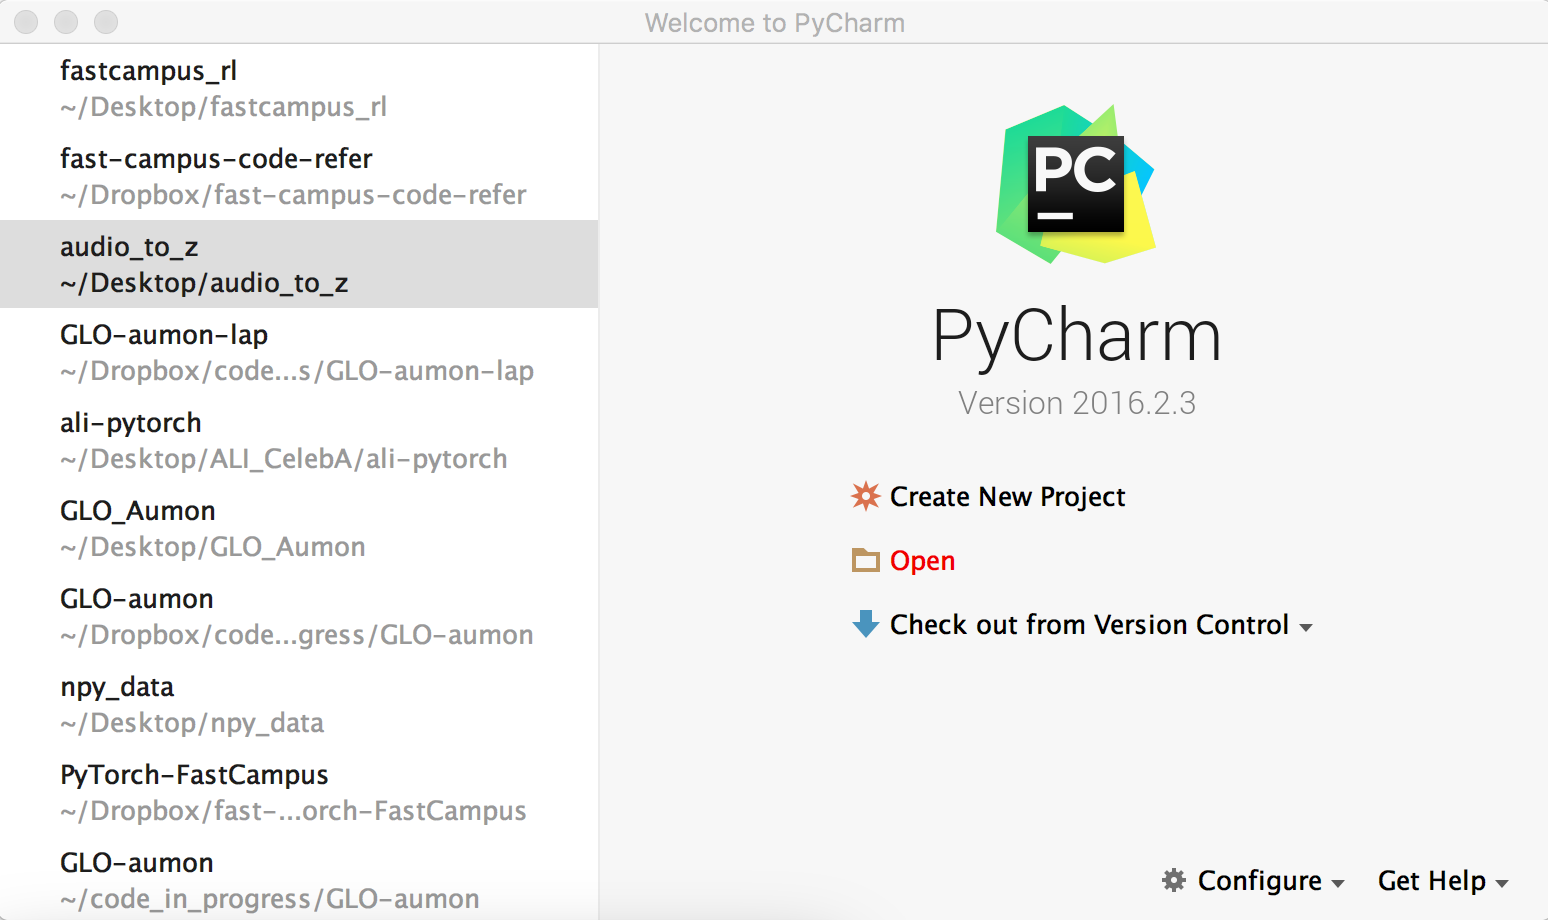 Welcome to PyCharm
fastcampus_rl
~/Desktop/fastcampus_rl
fast-campus-code-refer
~/Dropbox/fast-campus-code-refer
audio_to_z
~/Desktop/audio_to_z
GLO-aumon-lap
~/Dropbox/code...s/GLO-aumon-lap
ali-pytorch
~/Desktop/ALI_CelebA/ali-pytorch
GLO_Aumon
~/Desktop/GLO_Aumon
GLO-aumon
~/Dropbox/code...gress/GLO-aumon
npy_data
~/Desktop/npy_data
PyTorch-FastCampus
~/Dropbox/fast-...orch-FastCampus
GLO-aumon
~/code_in_progress/GLO-aumon
PC
PyCharm
Version 2016.2.3
Create New Project
Open
Check out from Version Control
Configure
Get Help